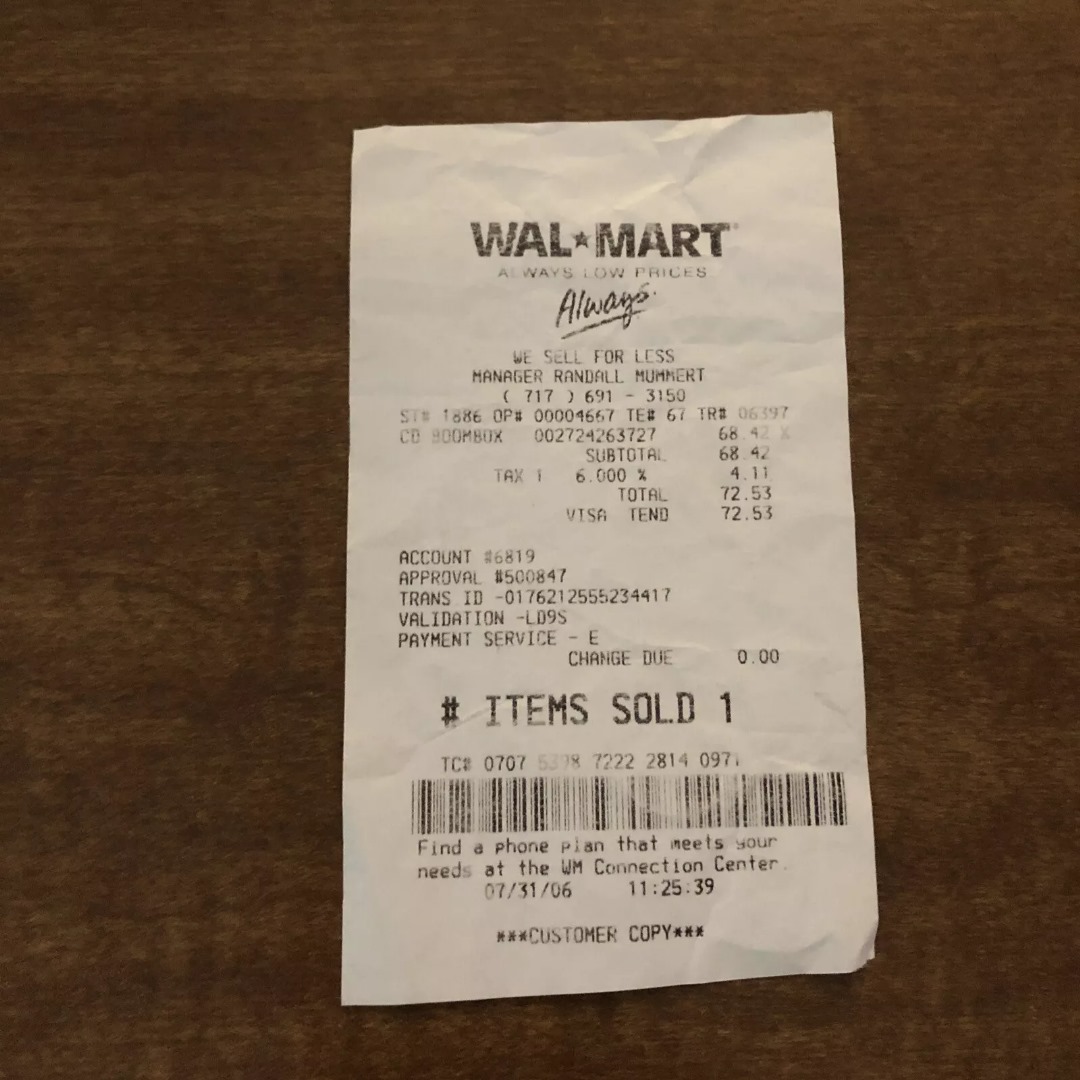 WAL★MART
ALWAYS LOW PRICES
Always.
WE SELL FOR LESS
MANAGER RANDALL MUMMERT
( 717 ) 691 - 3150
ST# 1886 OP# 00004667 TE# 67 TR# 06397
CD BOOMBOX 002724263727 68.42 X
SUBTOTAL 68.42
TAX 1 6.000 % 4.11
TOTAL 72.53
VISA TEND 72.53
ACCOUNT #6819
APPROVAL #500847
TRANS ID -0176212555234417
VALIDATION -LD9S
PAYMENT SERVICE - E
CHANGE DUE 0.00
# ITEMS SOLD 1
TC# 0707 7222 2814
Find a phone plan that meets your
needs at the WM Connection Center.
07/31/06 11:25:39
***CUSTOMER COPY***